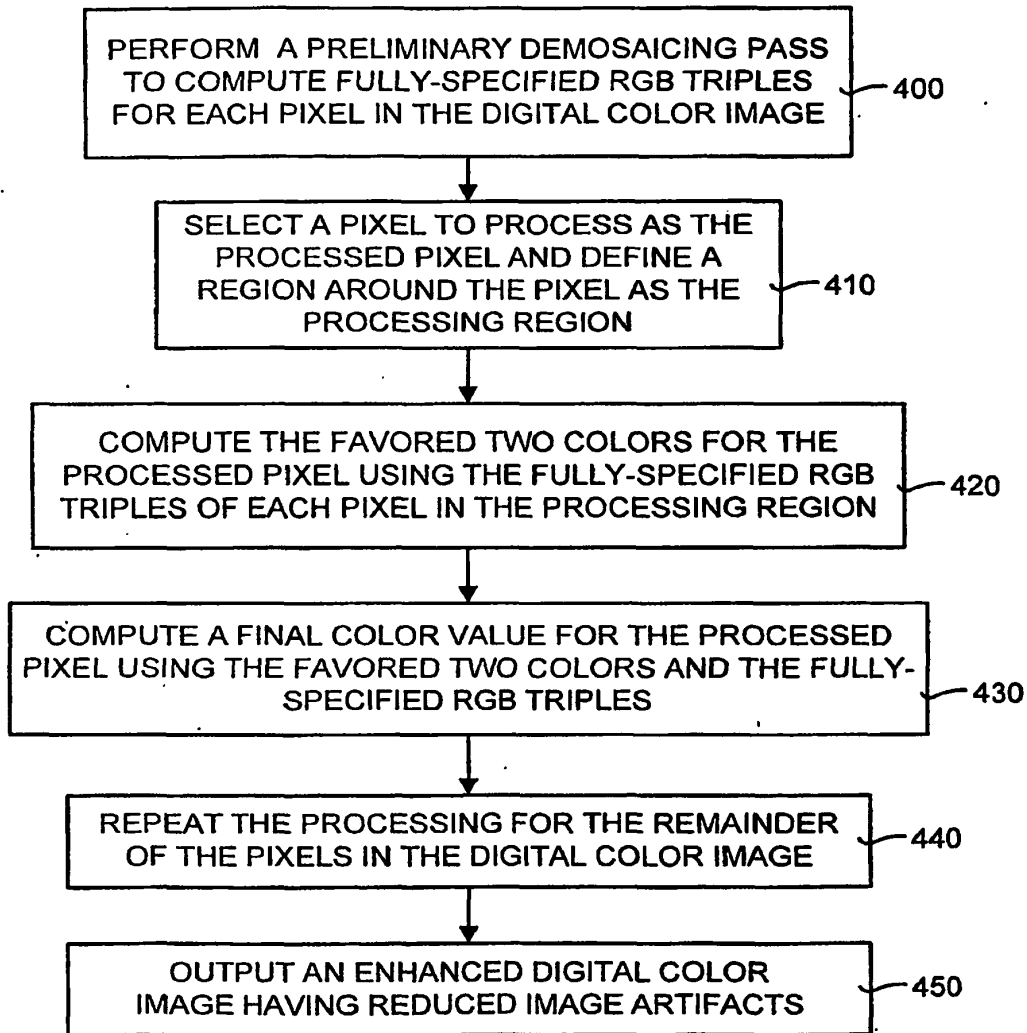 PERFORM A PRELIMINARY DEMOSAICING PASS
TO COMPUTE FULLY-SPECIFIED RGB TRIPLES
FOR EACH PIXEL IN THE DIGITAL COLOR IMAGE
400
SELECT A PIXEL TO PROCESS AS THE
PROCESSED PIXEL AND DEFINE A
REGION AROUND THE PIXEL AS THE
PROCESSING REGION
410
COMPUTE THE FAVORED TWO COLORS FOR THE
PROCESSED PIXEL USING THE FULLY-SPECIFIED RGB
TRIPLES OF EACH PIXEL IN THE PROCESSING REGION
420
COMPUTE A FINAL COLOR VALUE FOR THE PROCESSED
PIXEL USING THE FAVORED TWO COLORS AND THE FULLY-
SPECIFIED RGB TRIPLES
430
REPEAT THE PROCESSING FOR THE REMAINDER
OF THE PIXELS IN THE DIGITAL COLOR IMAGE
440
OUTPUT AN ENHANCED DIGITAL COLOR
IMAGE HAVING REDUCED IMAGE ARTIFACTS
450